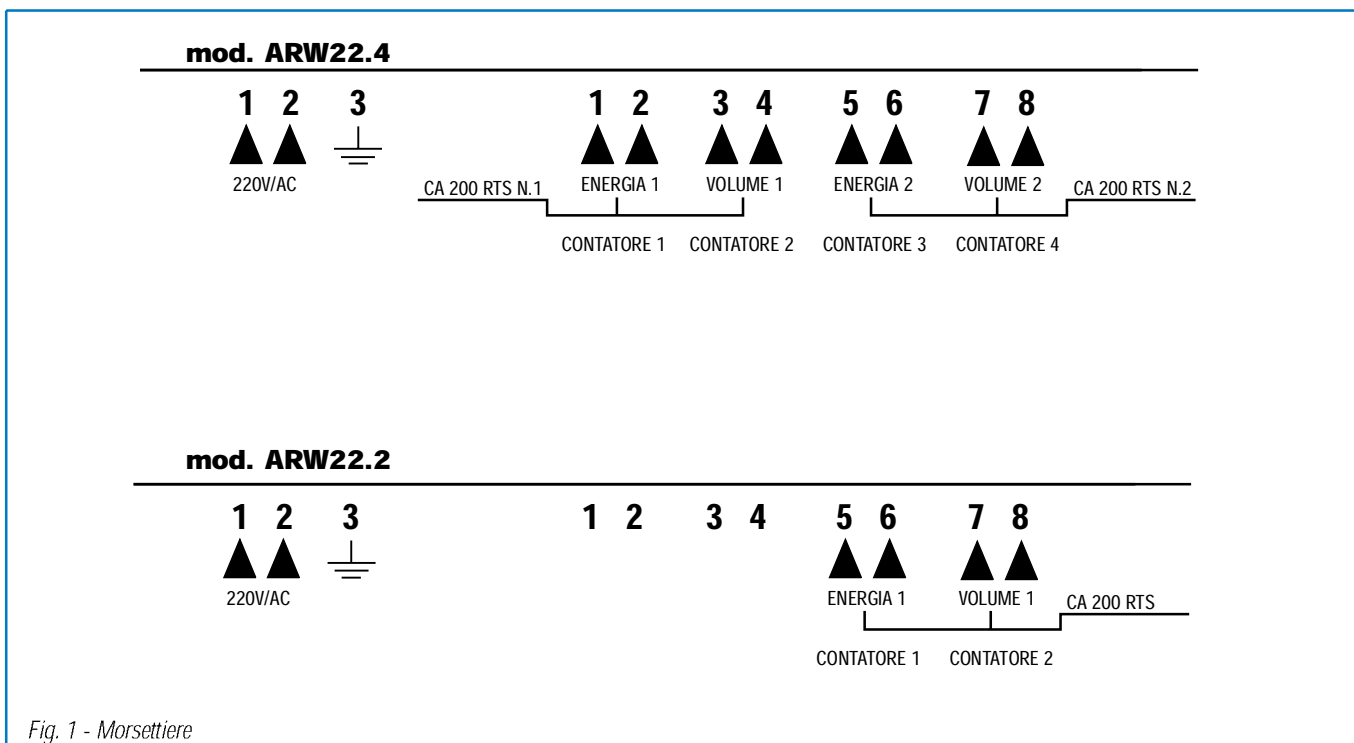 mod. ARW22.4
1 2 3 1 2 3 4 5 6 7 8
220V/AC
CA 200 RTS N.1 ENERGIA 1 VOLUME 1 ENERGIA 2 VOLUME 2 CA 200 RTS N.2
CONTATORE 1 CONTATORE 2 CONTATORE 3 CONTATORE 4
mod. ARW22.2
1 2 3 1 2 3 4 5 6 7 8
220V/AC ENERGIA 1 VOLUME 1 CA 200 RTS
CONTATORE 1 CONTATORE 2
Fig. 1 - Morsettiere